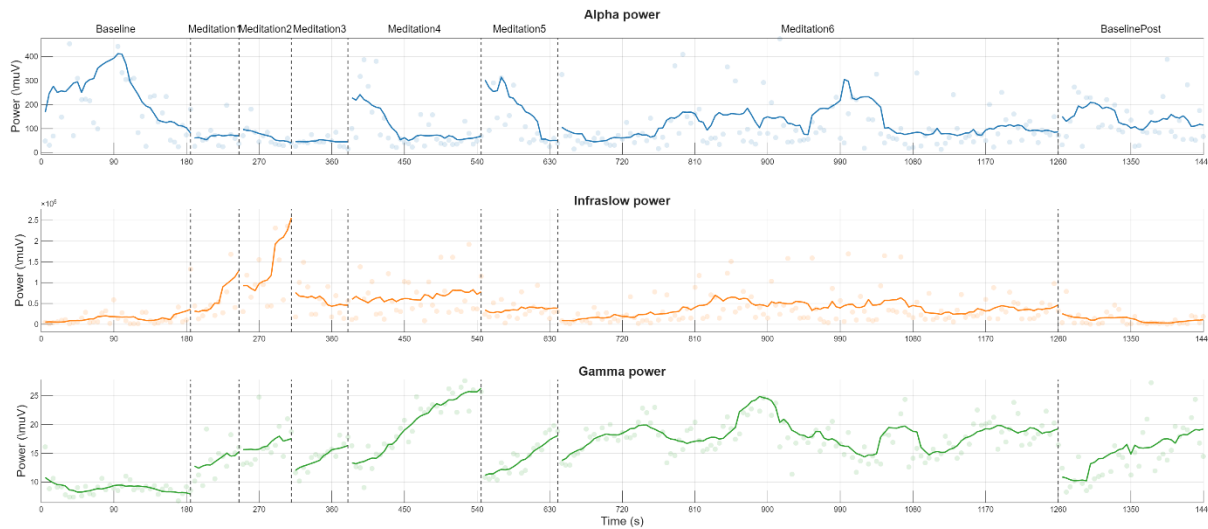 Alpha power
Baseline Meditation1 Meditation2 Meditation3 Meditation4 Meditation5 Meditation6 BaselinePost
Power (\muV)
400
300
200
100
0
0 90 180 270 360 450 540 630 720 810 900 990 1080 1170 1260 1350 144
Infraslow power
×10⁶
Power (\muV)
2.5
2
1.5
1
0.5
0
0 90 180 270 360 450 540 630 720 810 900 990 1080 1170 1260 1350 144
Gamma power
Power (\muV)
25
20
15
10
0 90 180 270 360 450 540 630 720 810 900 990 1080 1170 1260 1350 144
Time (s)